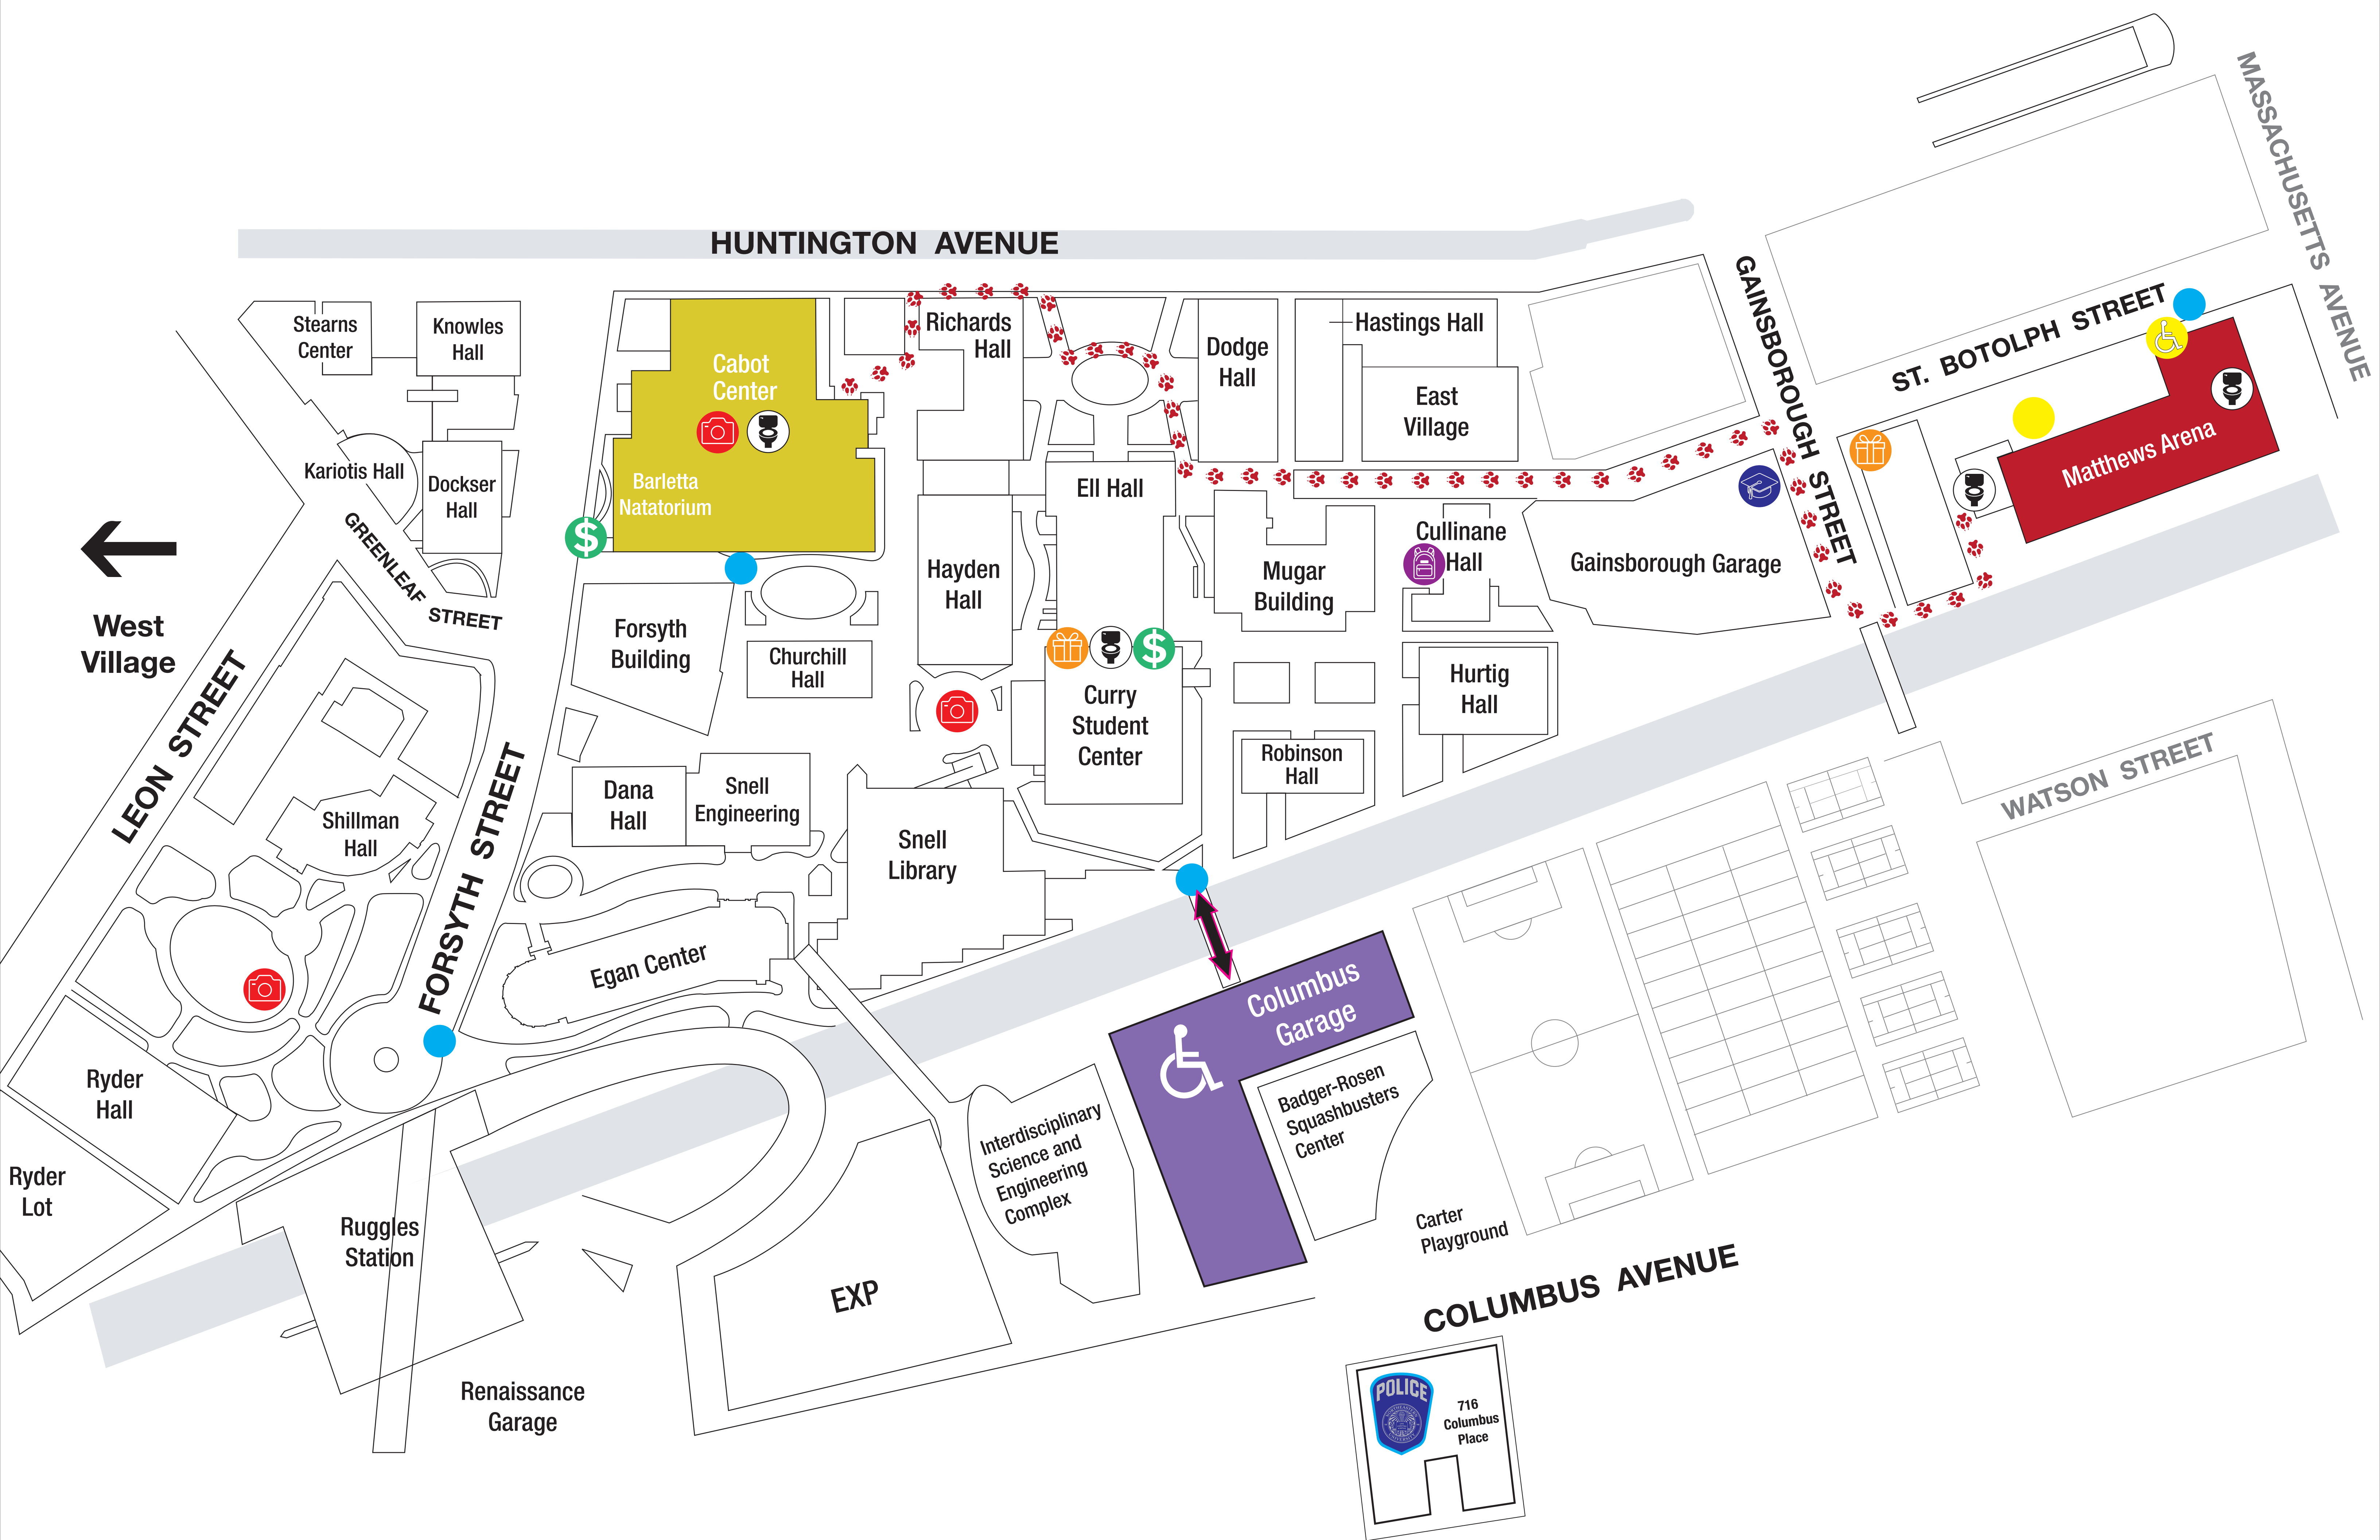 MASSACHUSETTS AVENUE
HUNTINGTON AVENUE
GAINSBOROUGH STREET
ST. BOTOLPH STREET
Stearns
Center
Knowles
Hall
Cabot
Center
Richards
Hall
Dodge
Hall
Hastings Hall
East
Village
Matthews Arena
Kariotis Hall
Dockser
Hall
Barletta
Natatorium
Ell Hall
$
GREENLEAF STREET
Cullinane
Hall
Gainsborough Garage
Hayden
Hall
Mugar
Building
West
Village
Forsyth
Building
Churchill
Hall
$
Curry
Student
Center
Hurtig
Hall
Robinson
Hall
LEON STREET
FORSYTH STREET
Dana
Hall
Snell
Engineering
Shillman
Hall
Snell
Library
WATSON STREET
Egan Center
Columbus
Garage
Ryder
Hall
Badger-Rosen
Squashbusters
Center
Interdisciplinary
Science and
Engineering
Complex
Ryder
Lot
Ruggles
Station
Carter
Playground
EXP
COLUMBUS AVENUE
Renaissance
Garage
POLICE
716
Columbus
Place